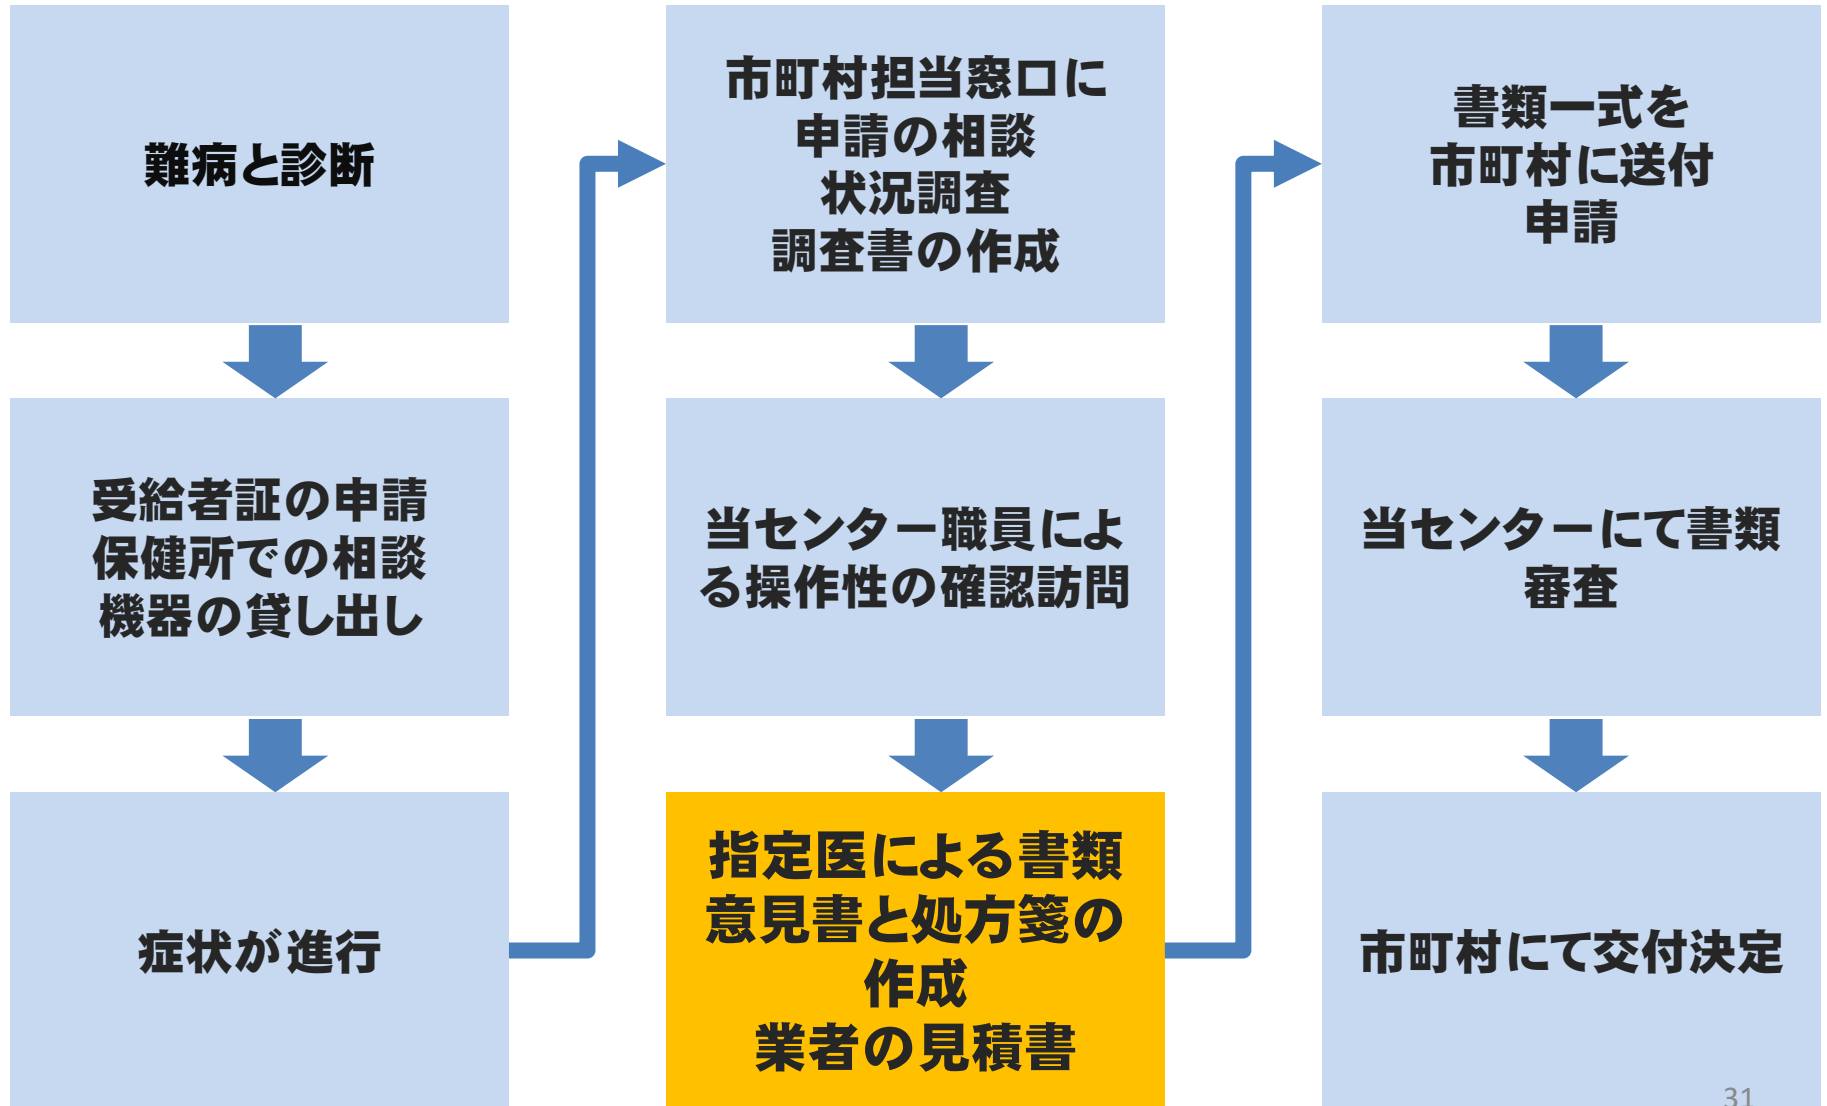 難病と診断
受給者証の申請
保健所での相談
機器の貸し出し
症状が進行
市町村担当窓口に
申請の相談
状況調査
調査書の作成
当センター職員によ
る操作性の確認訪問
指定医による書類
意見書と処方箋の
作成
業者の見積書
書類一式を
市町村に送付
申請
当センターにて書類
審査
市町村にて交付決定
31